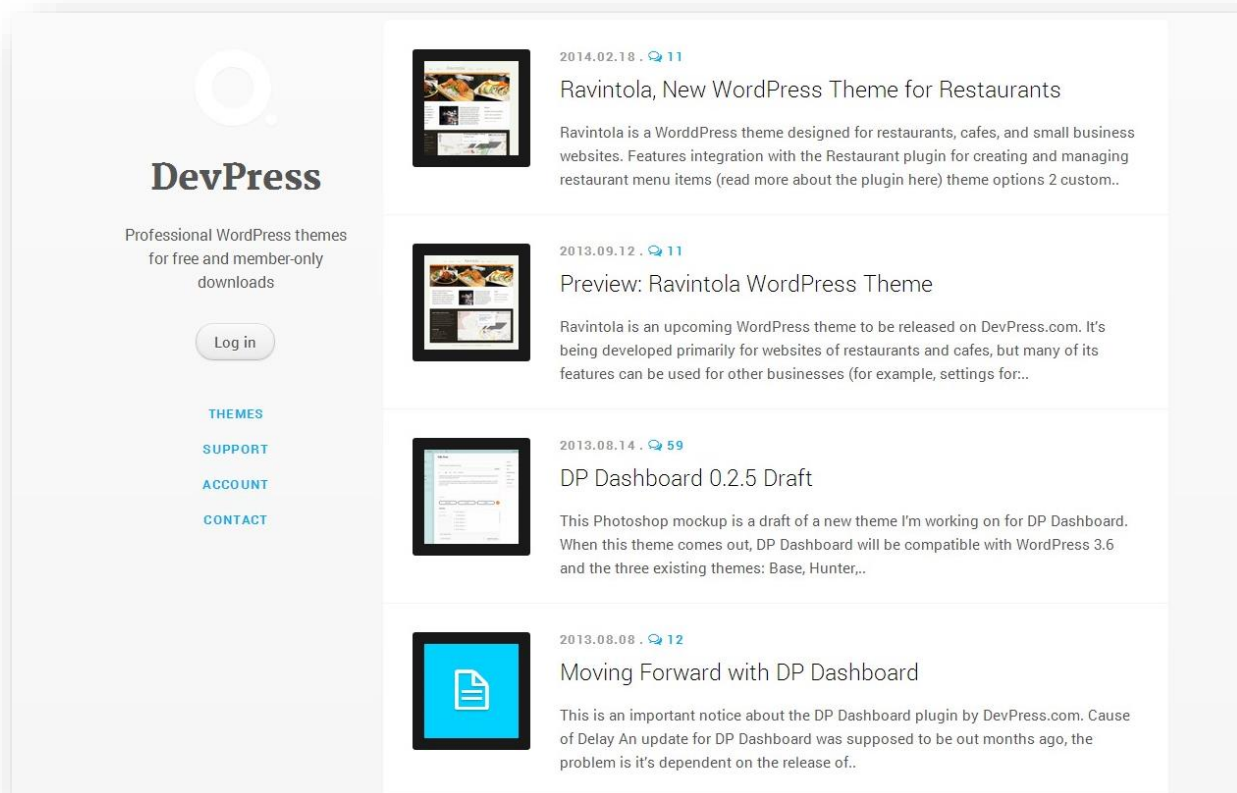 DevPress
Professional WordPress themes
for free and member-only
downloads
Log in
THEMES
SUPPORT
ACCOUNT
CONTACT
2014.02.18 . 11
Ravintola, New WordPress Theme for Restaurants
Ravintola is a WorddPress theme designed for restaurants, cafes, and small business
websites. Features integration with the Restaurant plugin for creating and managing
restaurant menu items (read more about the plugin here) theme options 2 custom..
2013.09.12 . 11
Preview: Ravintola WordPress Theme
Ravintola is an upcoming WordPress theme to be released on DevPress.com. It's
being developed primarily for websites of restaurants and cafes, but many of its
features can be used for other businesses (for example, settings for:..
2013.08.14 . 59
DP Dashboard 0.2.5 Draft
This Photoshop mockup is a draft of a new theme I'm working on for DP Dashboard.
When this theme comes out, DP Dashboard will be compatible with WordPress 3.6
and the three existing themes: Base, Hunter,..
2013.08.08 . 12
Moving Forward with DP Dashboard
This is an important notice about the DP Dashboard plugin by DevPress.com. Cause
of Delay An update for DP Dashboard was supposed to be out months ago, the
problem is it's dependent on the release of..